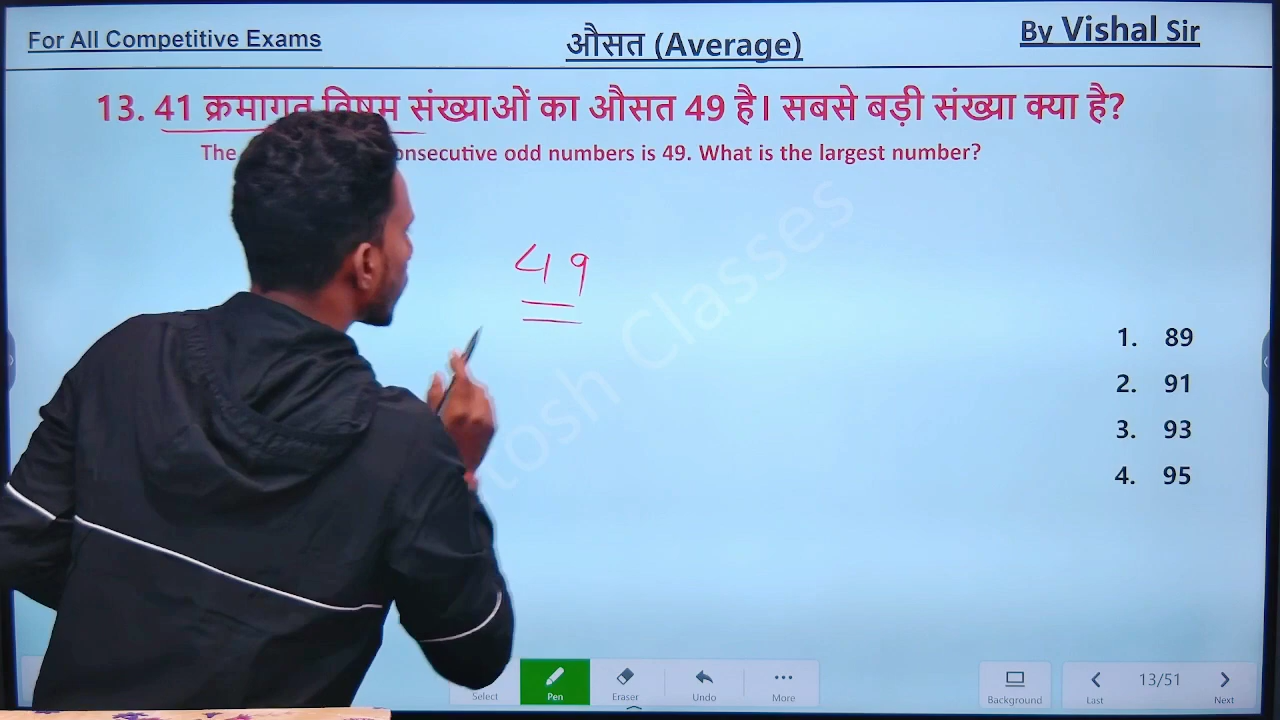 For All Competitive Exams
औसत (Average)
By Vishal Sir
13. 41 क्रमागत विषम संख्याओं का औसत 49 है। सबसे बड़ी संख्या क्या है?
The onsecutive odd numbers is 49. What is the largest number?
49
tosh Classes
1. 89
2. 91
3. 93
4. 95
Select
Pen
Eraser
Undo
More
Background
Last
13/51
Next